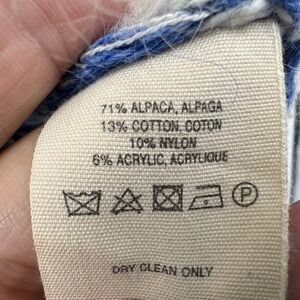 71% ALPACA, ALPAGA
13% COTTON, COTON
10% NYLON
6% ACRYLIC, ACRYLIQUE
P
DRY CLEAN ONLY